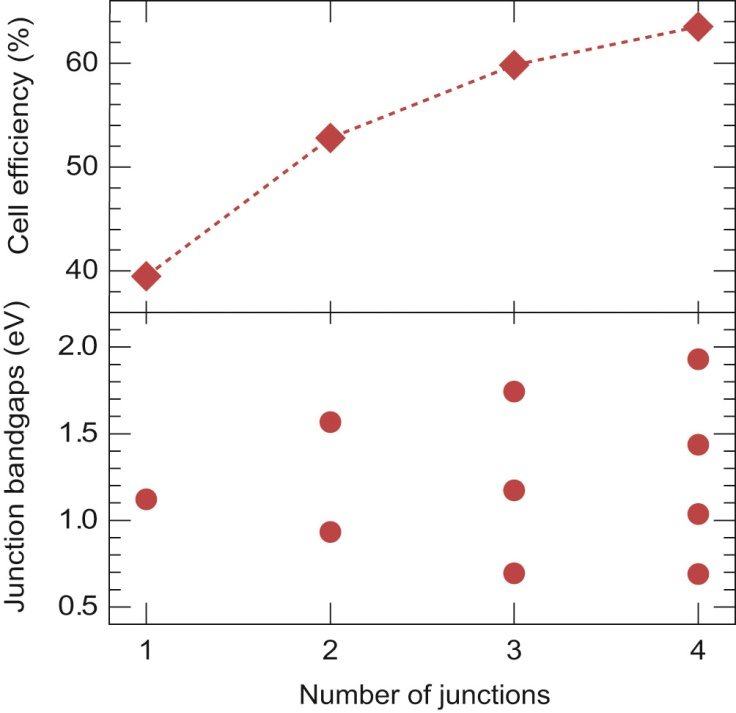 Cell efficiency (%)
60
50
40
Junction bandgaps (eV)
2.0
1.5
1.0
0.5
1 2 3 4
Number of junctions